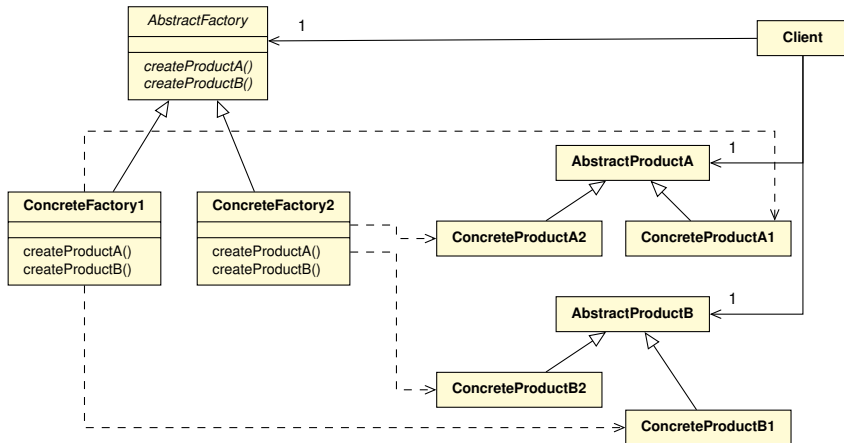 AbstractFactory
createProductA()
createProductB()
1
Client
1
AbstractProductA
ConcreteFactory1
createProductA()
createProductB()
ConcreteFactory2
createProductA()
createProductB()
ConcreteProductA2
ConcreteProductA1
1
AbstractProductB
ConcreteProductB2
ConcreteProductB1